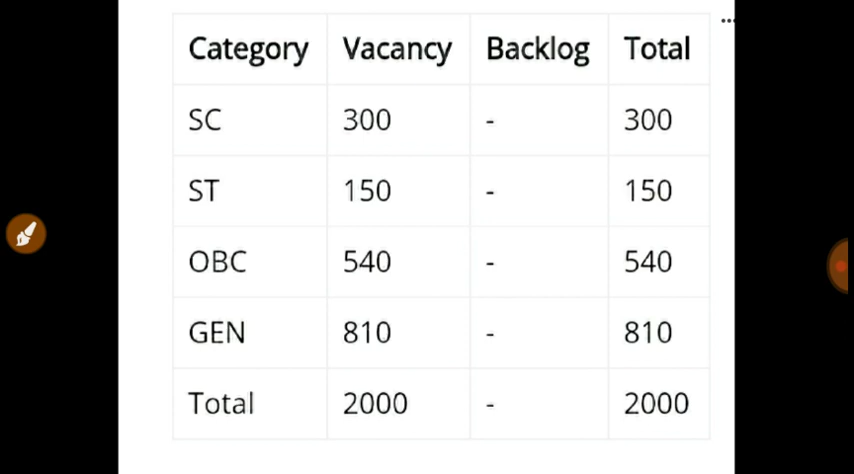 Category Vacancy Backlog Total
SC 300 - 300
ST 150 - 150
OBC 540 - 540
GEN 810 - 810
Total 2000 - 2000